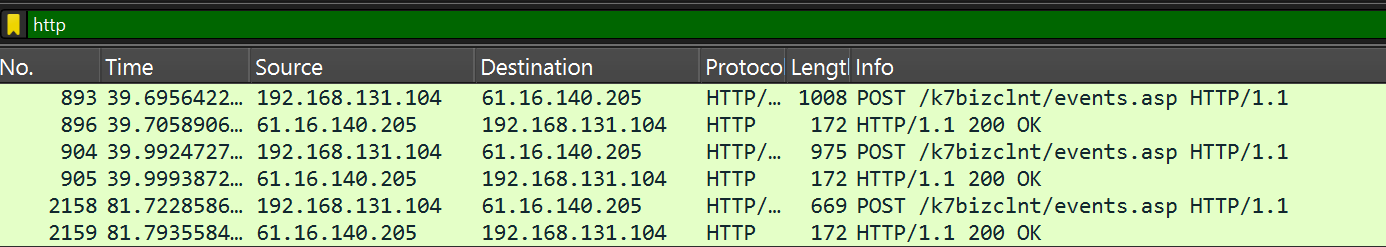 http
No. Time Source Destination Protocol Length Info
893 39.6956422… 192.168.131.104 61.16.140.205 HTTP/… 1008 POST /k7bizclnt/events.asp HTTP/1.1
896 39.7058906… 61.16.140.205 192.168.131.104 HTTP 172 HTTP/1.1 200 OK
904 39.9924727… 192.168.131.104 61.16.140.205 HTTP/… 975 POST /k7bizclnt/events.asp HTTP/1.1
905 39.9993872… 61.16.140.205 192.168.131.104 HTTP 172 HTTP/1.1 200 OK
2158 81.7228586… 192.168.131.104 61.16.140.205 HTTP/… 669 POST /k7bizclnt/events.asp HTTP/1.1
2159 81.7935584… 61.16.140.205 192.168.131.104 HTTP 172 HTTP/1.1 200 OK